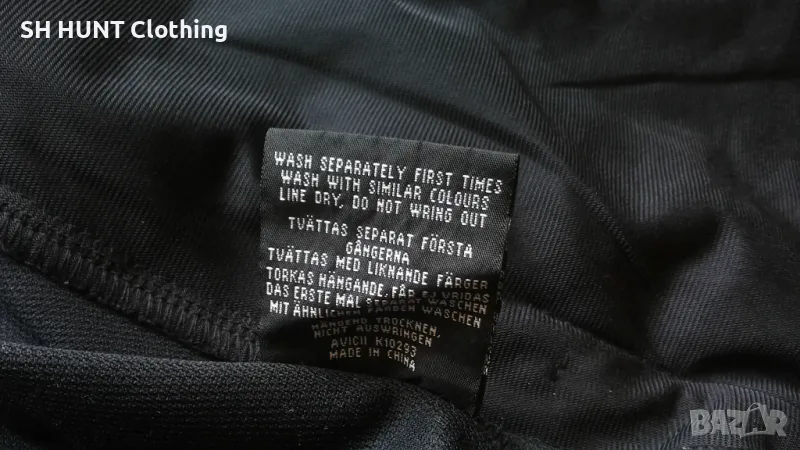 SH HUNT Clothing
WASH SEPARATELY FIRST TIMES
WASH WITH SIMILAR COLOURS
LINE DRY, DO NOT WRING OUT
TVÄTTAS SEPARAT FÖRSTA
GÅNGERNA
TVÄTTAS MED LIKNANDE FÄRGER
TORKAS HÄNGANDE, FÅR EJ VRIDAS
DAS ERSTE MAL SEPARAT WASCHEN
MIT ÄHNLICHEN FARBEN WASCHEN
HÄNGEND TROCKNEN,
NICHT AUSWRINGEN
AVICII K10293
MADE IN CHINA
BAZAR